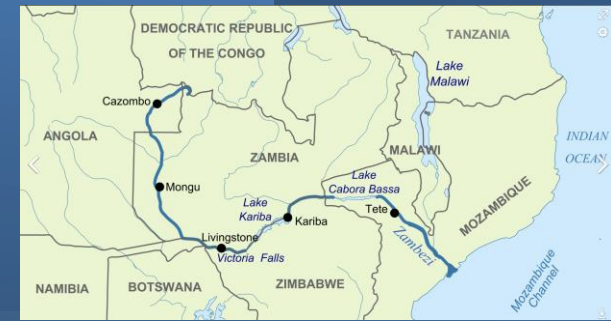 DEMOCRATIC REPUBLIC
OF THE CONGO
TANZANIA
Lake
Malawi
Cazombo
ANGOLA
ZAMBIA
MALAWI
INDIAN
OCEAN
Mongu
Lake
Kariba
Kariba
Lake
Cabora Bassa
Tete
Zambezi
MOZAMBIQUE
Livingstone
Victoria Falls
NAMIBIA
BOTSWANA
ZIMBABWE
Mozambique
Channel